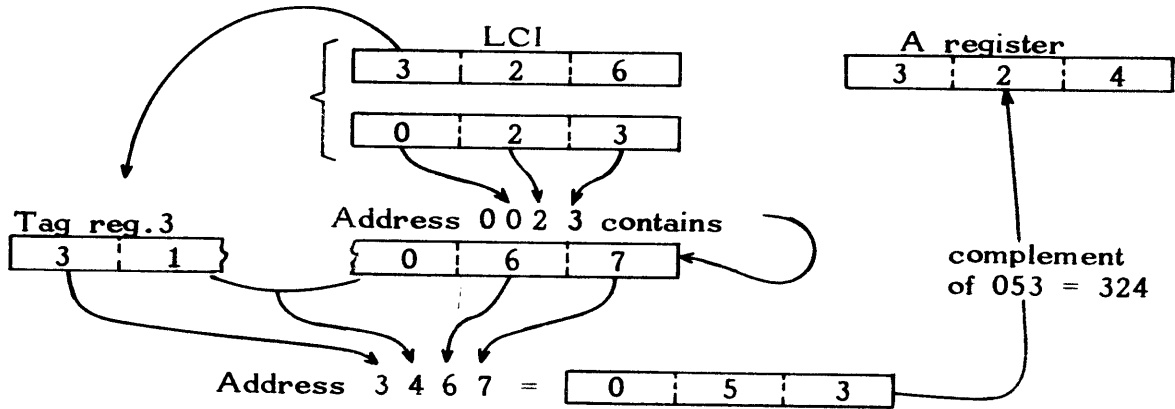 LCI
3 2 6
A register
3 2 4
0 2 3
Address 0 0 2 3 contains
Tag reg.3
3 1
0 6 7
complement
of 053 = 324
Address 3 4 6 7 = 0 5 3